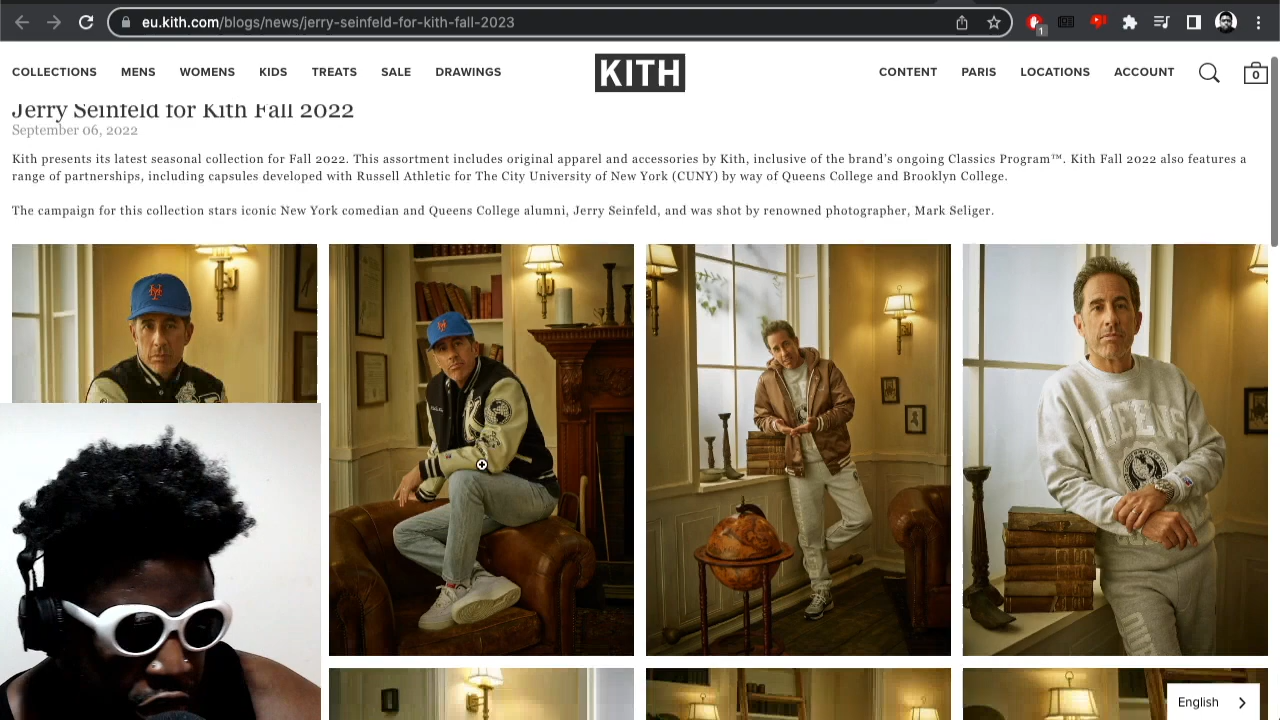 eu.kith.com/blogs/news/jerry-seinfeld-for-kith-fall-2023
1
COLLECTIONS MENS WOMENS KIDS TREATS SALE DRAWINGS KITH CONTENT PARIS LOCATIONS ACCOUNT 0
Jerry Seinfeld for Kith Fall 2022
September 06, 2022
Kith presents its latest seasonal collection for Fall 2022. This assortment includes original apparel and accessories by Kith, inclusive of the brand's ongoing Classics Program™. Kith Fall 2022 also features a
range of partnerships, including capsules developed with Russell Athletic for The City University of New York (CUNY) by way of Queens College and Brooklyn College.
The campaign for this collection stars iconic New York comedian and Queens College alumni, Jerry Seinfeld, and was shot by renowned photographer, Mark Seliger.
QUEENS
English